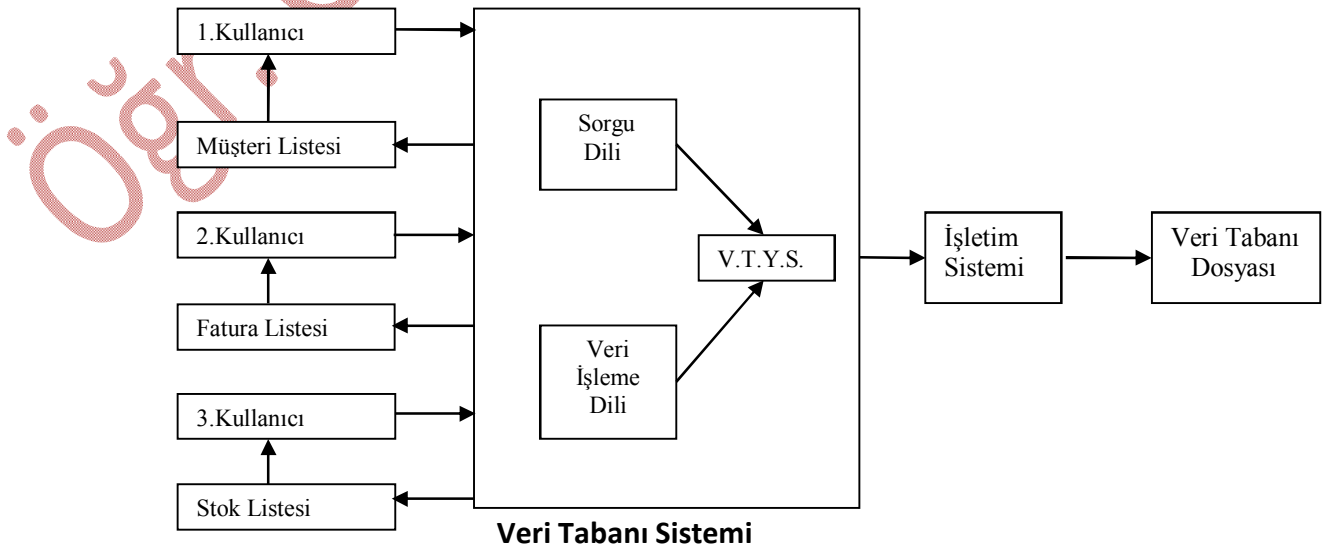 1.Kullanıcı
Müşteri Listesi
2.Kullanıcı
Fatura Listesi
3.Kullanıcı
Stok Listesi
Sorgu
Dili
V.T.Y.S.
Veri
İşleme
Dili
İşletim
Sistemi
Veri Tabanı
Dosyası
Veri Tabanı Sistemi
Öğr.